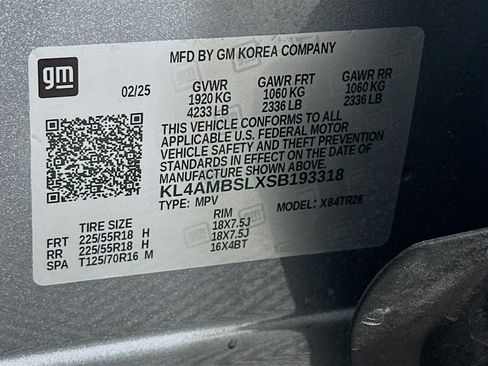 gm
MFD BY GM KOREA COMPANY
02/25 GVWR GAWR FRT GAWR RR
1920 KG 1060 KG 1060 KG
4233 LB 2336 LB 2336 LB
THIS VEHICLE CONFORMS TO ALL
APPLICABLE U.S. FEDERAL MOTOR
VEHICLE SAFETY AND THEFT PREVENTION
STANDARDS IN EFFECT ON THE DATE OF
MANUFACTURE SHOWN ABOVE.
KL4AMBSLXSB193318
TYPE: MPV MODEL: X84TR26
TIRE SIZE RIM
FRT 225/55R18 H 18X7.5J
RR 225/55R18 H 18X7.5J
SPA T125/70R16 M 16X4BT